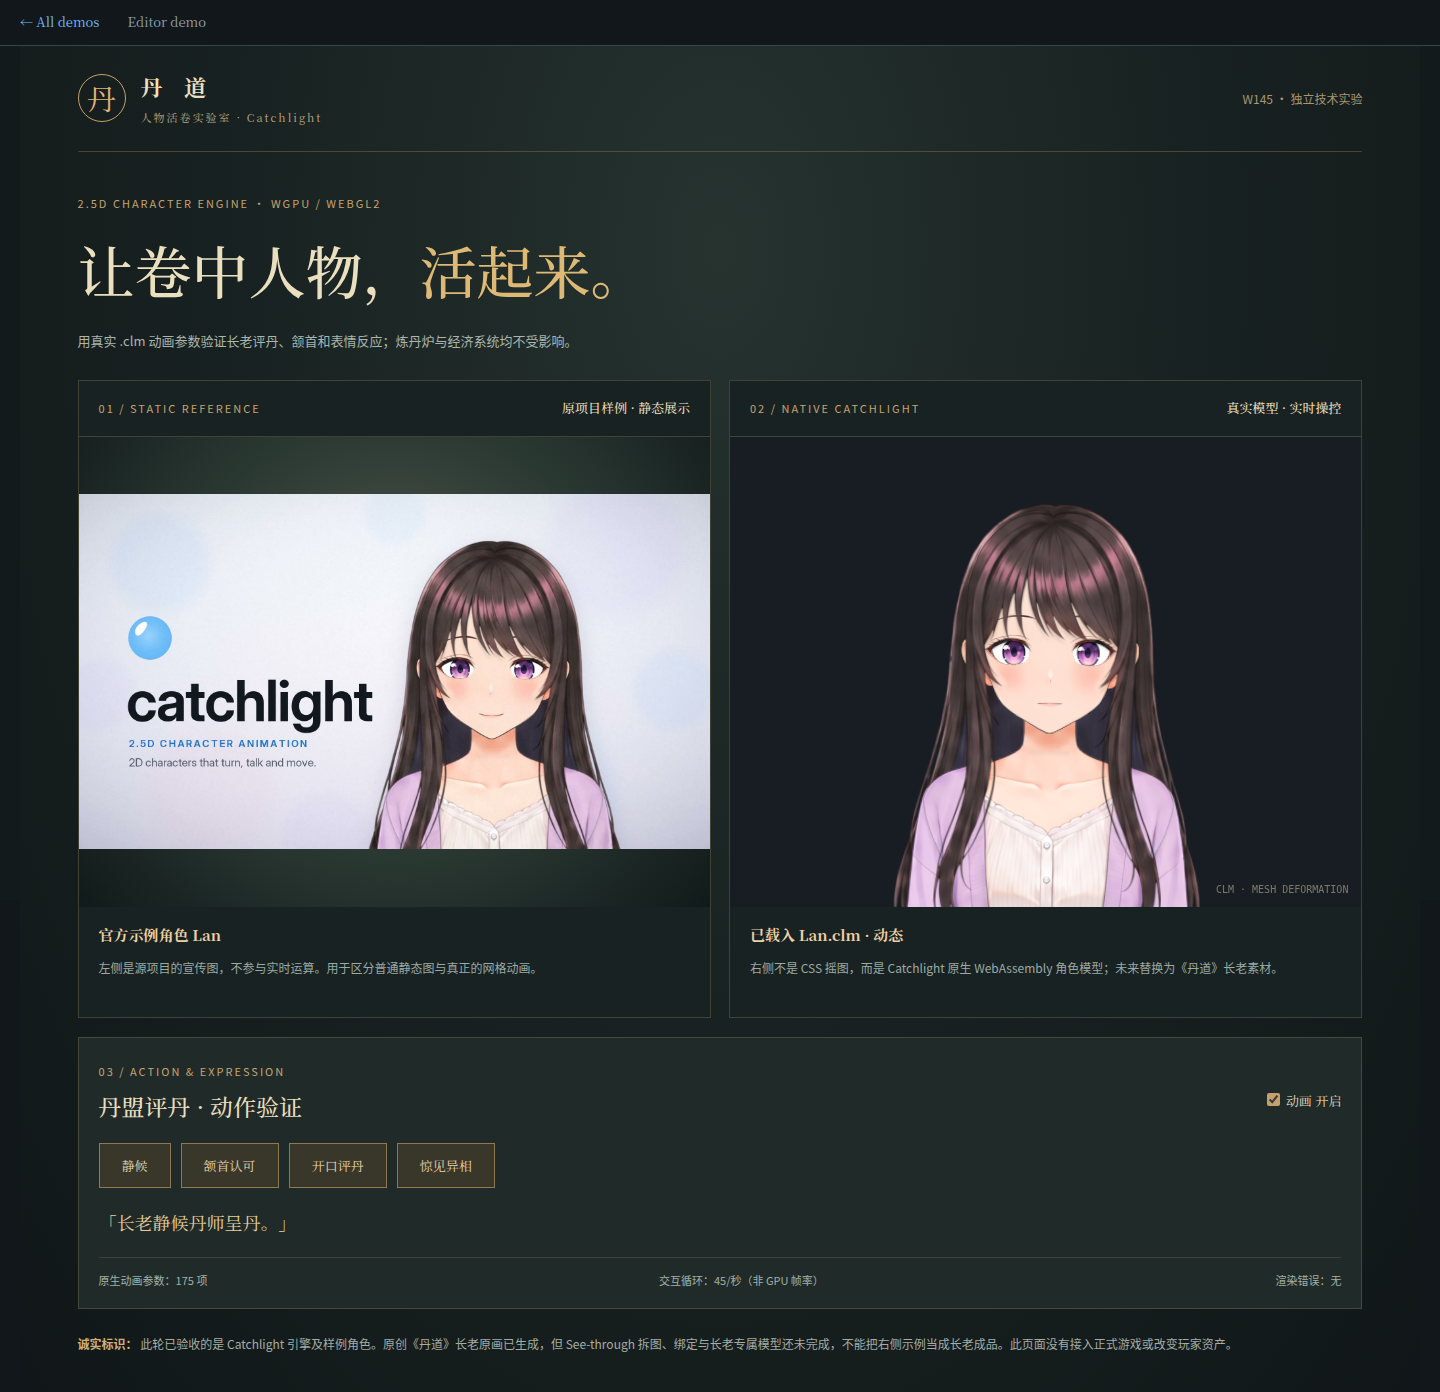 ← All demos Editor demo
丹
丹 道
人物活卷实验室 · Catchlight
W145 · 独立技术实验
2.5D CHARACTER ENGINE · WGPU / WEBGL2
让卷中人物，活起来。
用真实 .clm 动画参数验证长老评丹、颔首和表情反应；炼丹炉与经济系统均不受影响。
01 / STATIC REFERENCE 原项目样例 · 静态展示
catchlight
2.5D CHARACTER ANIMATION
2D characters that turn, talk and move.
官方示例角色 Lan
左侧是源项目的宣传图，不参与实时运算。用于区分普通静态图与真正的网格动画。
02 / NATIVE CATCHLIGHT 真实模型 · 实时操控
CLM · MESH DEFORMATION
已载入 Lan.clm · 动态
右侧不是 CSS 摇图，而是 Catchlight 原生 WebAssembly 角色模型；未来替换为《丹道》长老素材。
03 / ACTION & EXPRESSION
丹盟评丹 · 动作验证
动画 开启
静候 颔首认可 开口评丹 惊见异相
「长老静候丹师呈丹。」
原生动画参数：175 项 交互循环：45/秒（非 GPU 帧率） 渲染错误：无
诚实标识： 此轮已验收的是 Catchlight 引擎及样例角色。原创《丹道》长老原画已生成，但 See-through 拆图、绑定与长老专属模型还未完成，不能把右侧示例当成长老成品。此页面没有接入正式游戏或改变玩家资产。